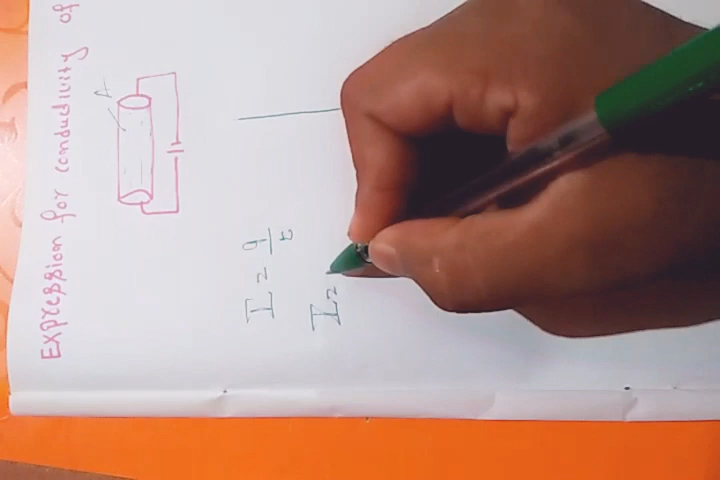 Expression for conductivity of
A
I = q/t
I =